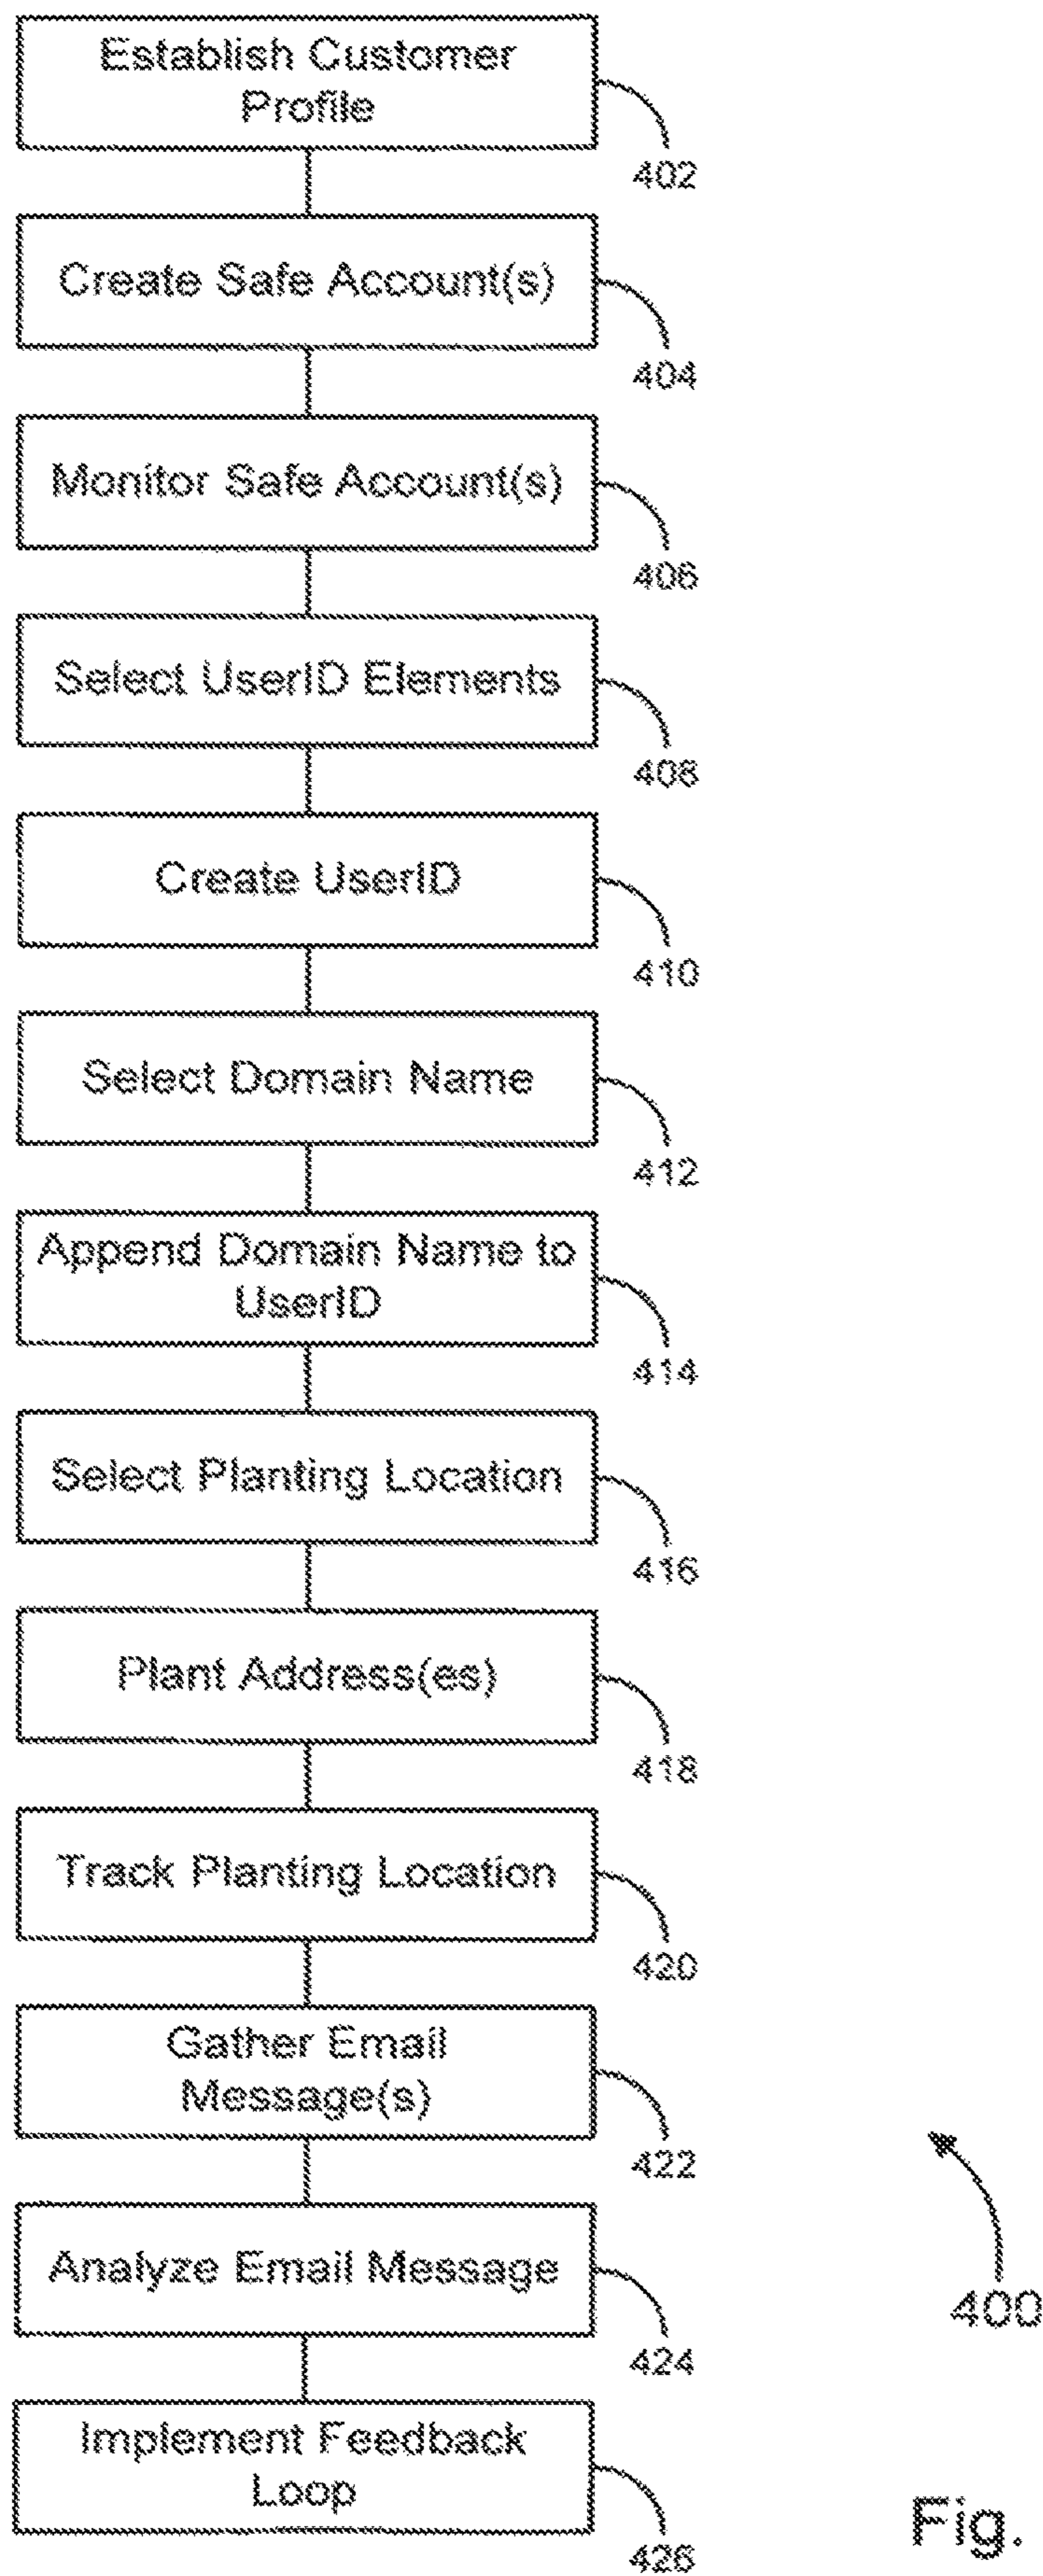 Establish Customer
Profile
402
Create Safe Account(s)
404
Monitor Safe Account(s)
406
Select UserID Elements
408
Create UserID
410
Select Domain Name
412
Append Domain Name to
UserID
414
Select Planting Location
416
Plant Address(es)
418
Track Planting Location
420
Gather Email
Message(s)
422
Analyze Email Message
424
400
Implement Feedback
Loop
426
Fig.